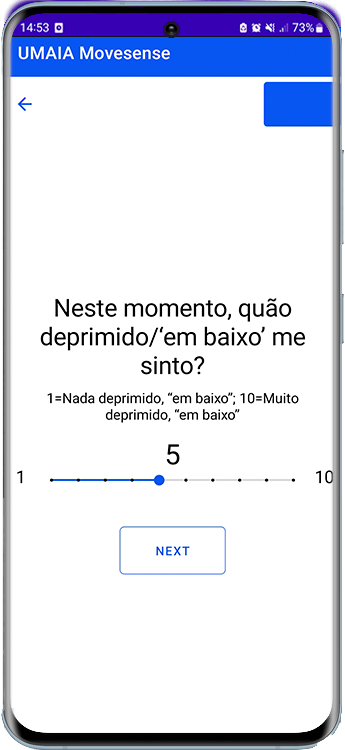 14:53 73%
UMAIA Movesense
Neste momento, quão
deprimido/‘em baixo’ me
sinto?
1=Nada deprimido, “em baixo”; 10=Muito
deprimido, “em baixo”
5
1 10
NEXT